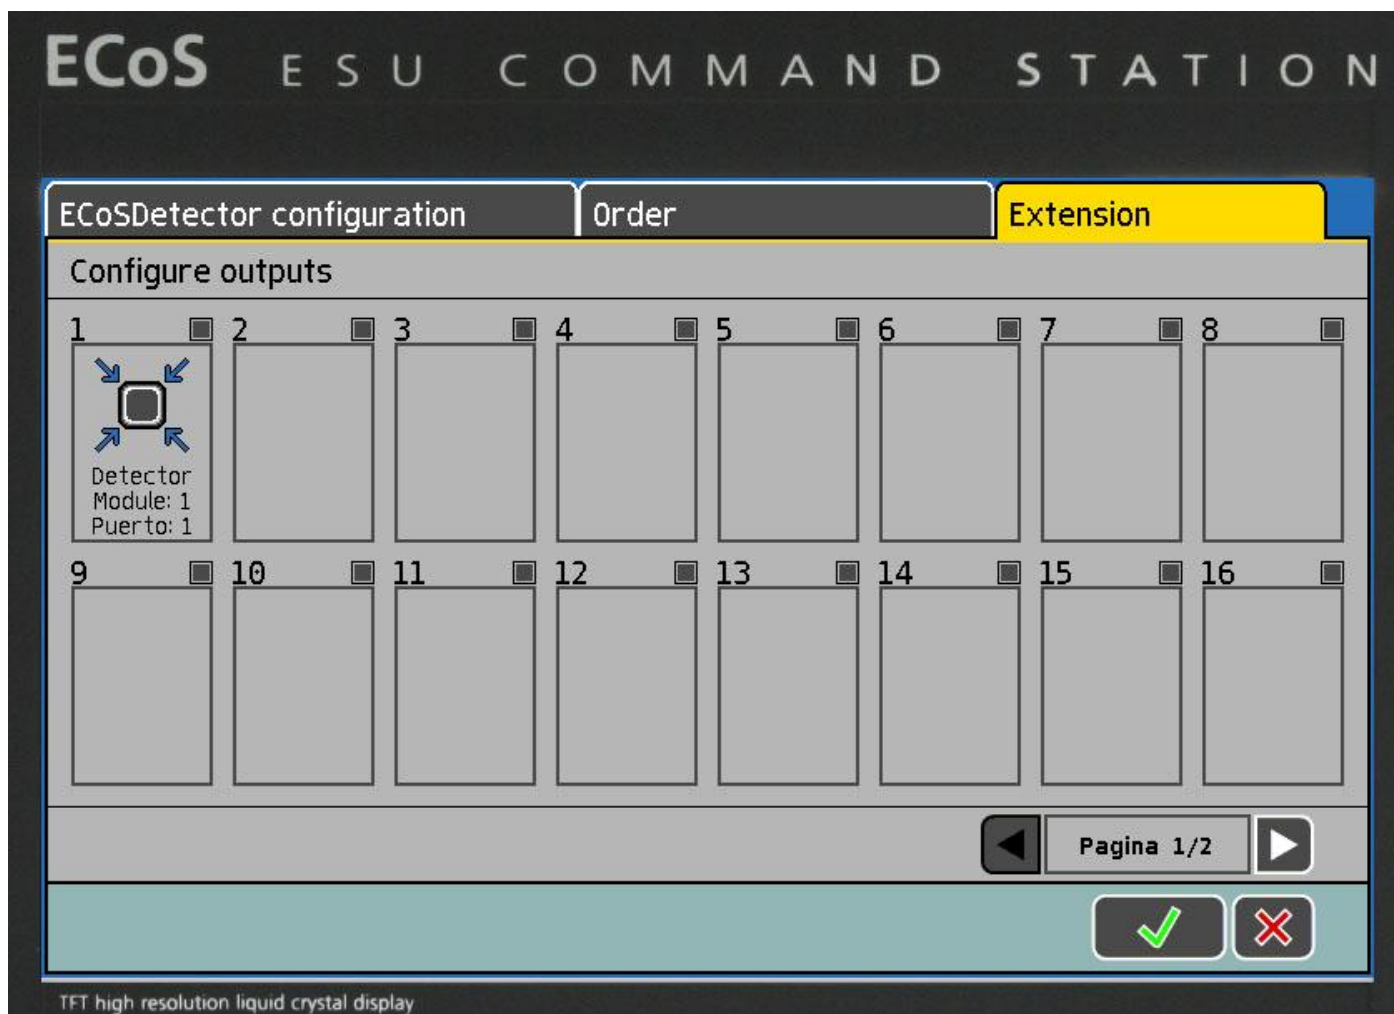 ECoS ESU COMMAND STATION
ECoSDetector configuration Order Extension
Configure outputs
1 2 3 4 5 6 7 8
Detector
Module: 1
Puerto: 1
9 10 11 12 13 14 15 16
Pagina 1/2
TFT high resolution liquid crystal display